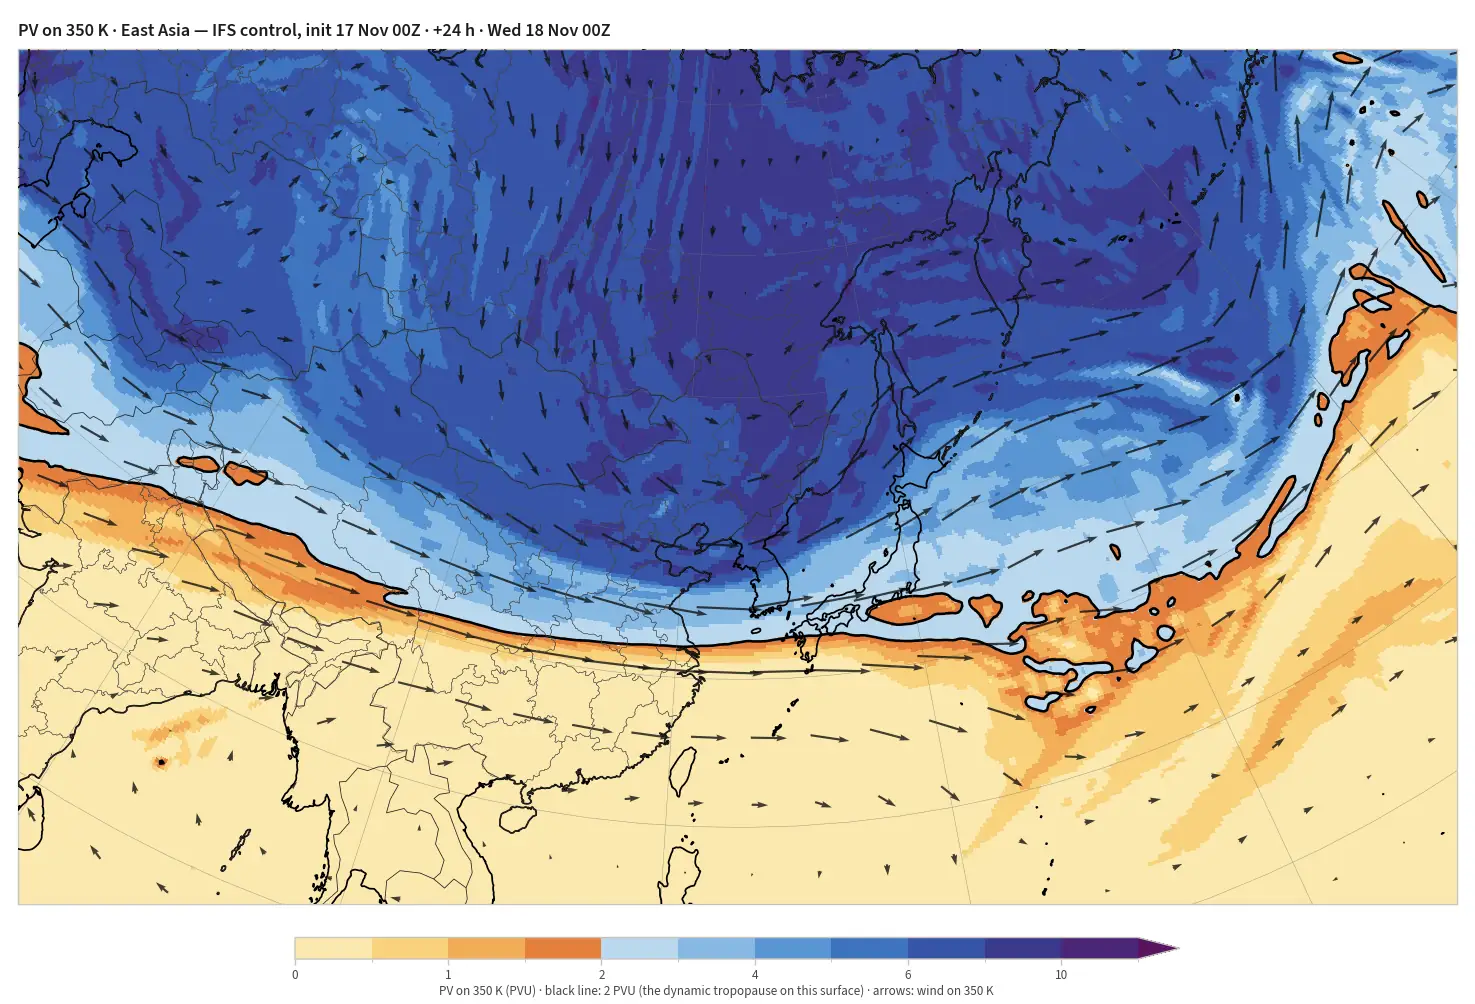 PV on 350 K · East Asia — IFS control, init 17 Nov 00Z · +24 h · Wed 18 Nov 00Z
0 1 2 4 6 10
PV on 350 K (PVU) · black line: 2 PVU (the dynamic tropopause on this surface) · arrows: wind on 350 K